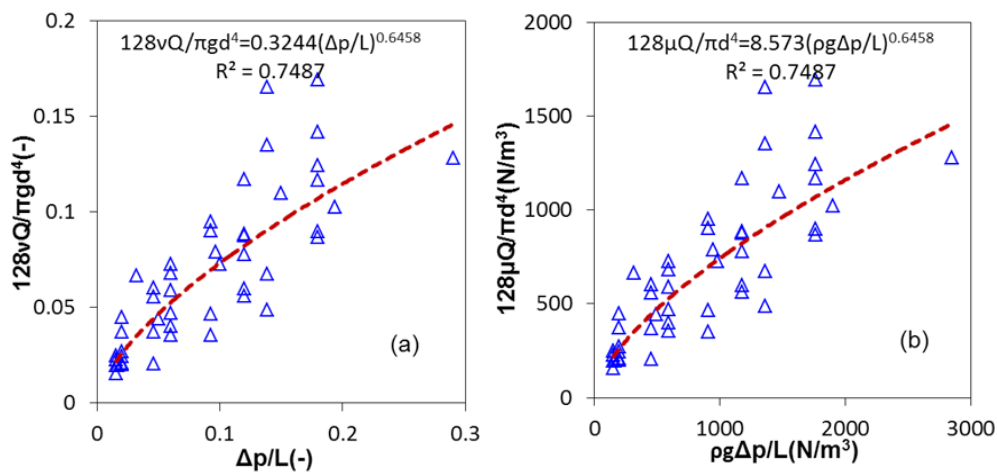 128νQ/πgd⁴=0.3244(Δp/L)^0.6458
R² = 0.7487
0.2
0.15
0.1
0.05
0
128νQ/πgd⁴(-)
(a)
0
0.1
0.2
0.3
Δp/L(-)
128μQ/πd⁴=8.573(ρgΔp/L)^0.6458
R² = 0.7487
2000
1500
1000
500
0
128μQ/πd⁴(N/m³)
(b)
0
1000
2000
3000
ρgΔp/L(N/m³)